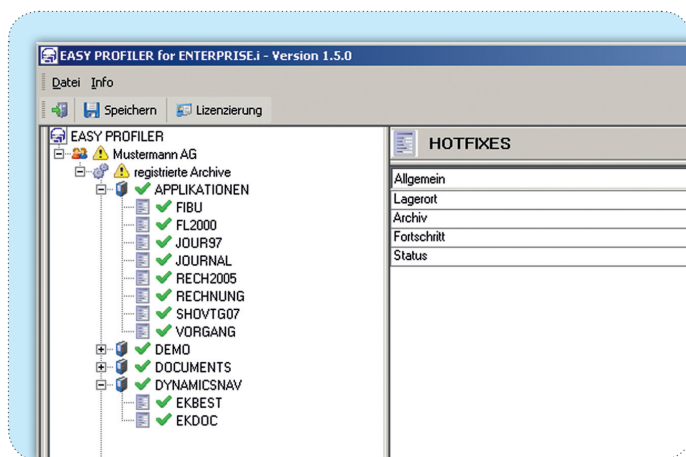 EASY PROFILER for ENTERPRISE.i - Version 1.5.0
Datei Info
Speichern Lizenzierung
EASY PROFILER
Mustermann AG
registrierte Archive
APPLIKATIONEN
FIBU
FL2000
JOUR97
JOURNAL
RECH2005
RECHNUNG
SHOVTG07
VORGANG
DEMO
DOCUMENTS
DYNAMICSNAV
EKBEST
EKDOC
HOTFIXES
Allgemein
Lagerort
Archiv
Fortschritt
Status